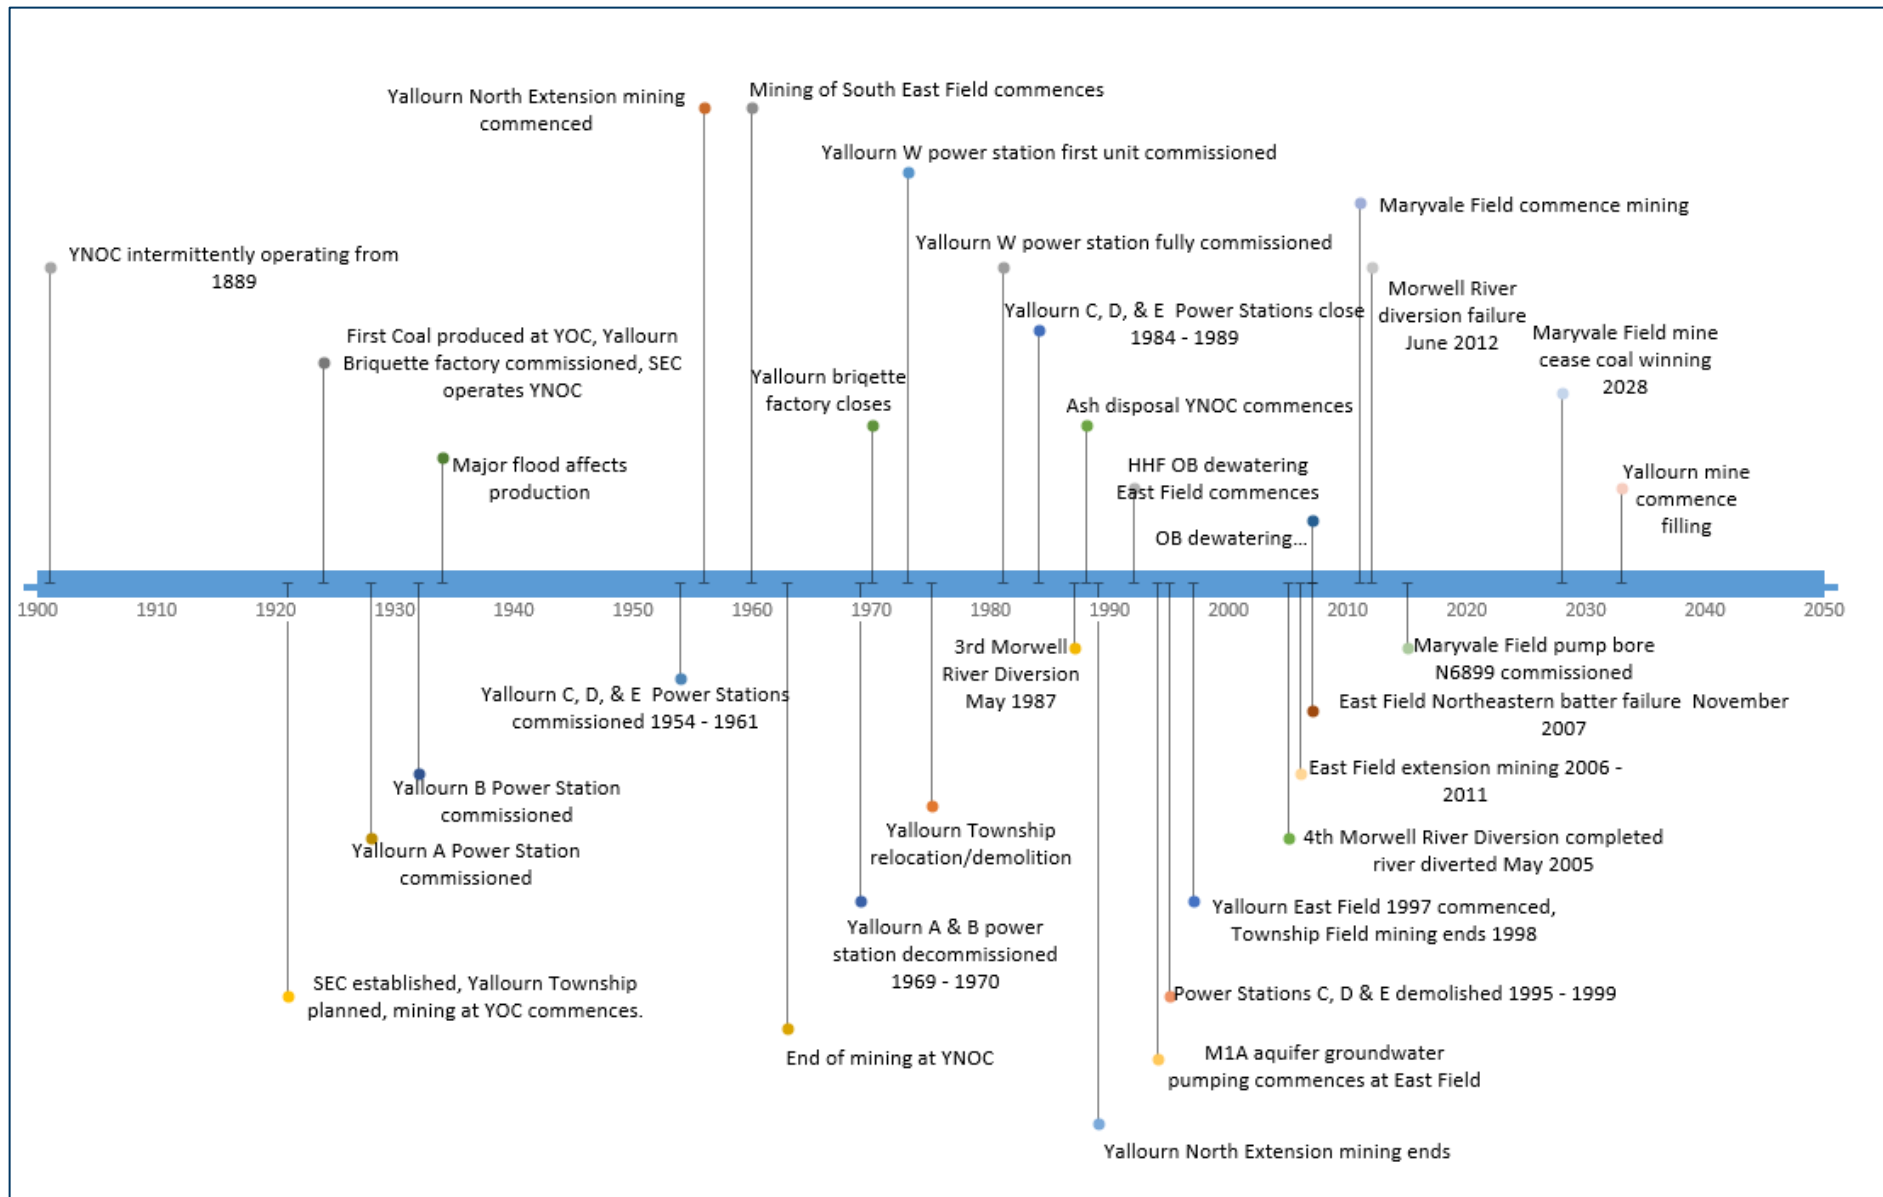 Yallourn North Extension mining
commenced
Mining of South East Field commences
Yallourn W power station first unit commissioned
Maryvale Field commence mining
YNOC intermittently operating from
1889
Yallourn W power station fully commissioned
Morwell River
diversion failure
June 2012
Yallourn C, D, & E  Power Stations close
1984 - 1989
First Coal produced at YOC, Yallourn
Briquette factory commissioned, SEC
operates YNOC
Maryvale Field mine
cease coal winning
2028
Yallourn briqette
factory closes
Ash disposal YNOC commences
Major flood affects
production
HHF OB dewatering
East Field commences
Yallourn mine
commence
filling
OB dewatering...
1900 1910 1920 1930 1940 1950 1960 1970 1980 1990 2000 2010 2020 2030 2040 2050
3rd Morwell
River Diversion
May 1987
Maryvale Field pump bore
N6899 commissioned
Yallourn C, D, & E  Power Stations
commissioned 1954 - 1961
East Field Northeastern batter failure  November
2007
East Field extension mining 2006 -
2011
Yallourn B Power Station
commissioned
Yallourn Township
relocation/demolition
4th Morwell River Diversion completed
river diverted May 2005
Yallourn A Power Station
commissioned
Yallourn East Field 1997 commenced,
Township Field mining ends 1998
Yallourn A & B power
station decommissioned
1969 - 1970
SEC established, Yallourn Township
planned, mining at YOC commences.
Power Stations C, D & E demolished 1995 - 1999
End of mining at YNOC
M1A aquifer groundwater
pumping commences at East Field
Yallourn North Extension mining ends